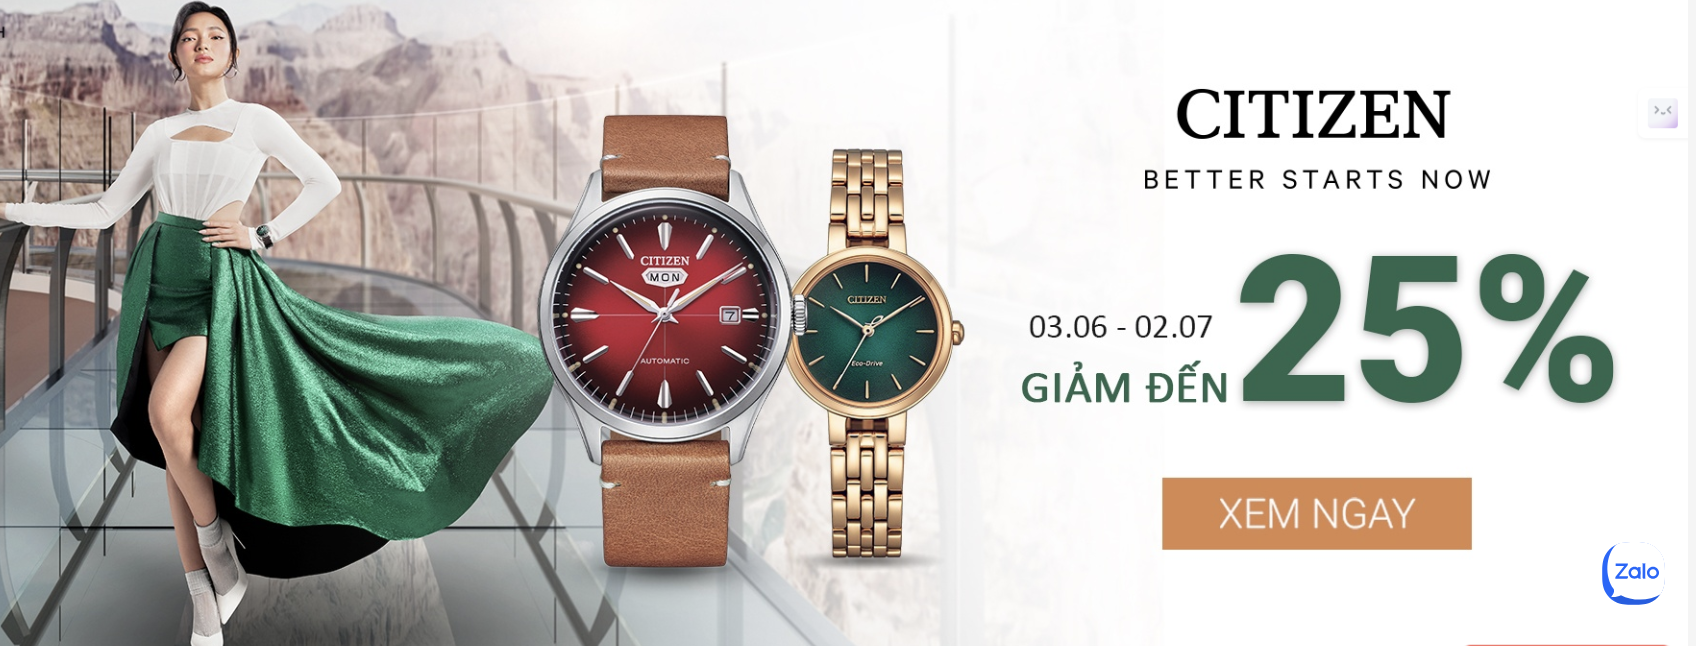 CITIZEN
BETTER STARTS NOW
03.06 - 02.07
GIẢM ĐẾN 25%
XEM NGAY
CITIZEN
MON
7
AUTOMATIC
CITIZEN
Eco-Drive
Zalo